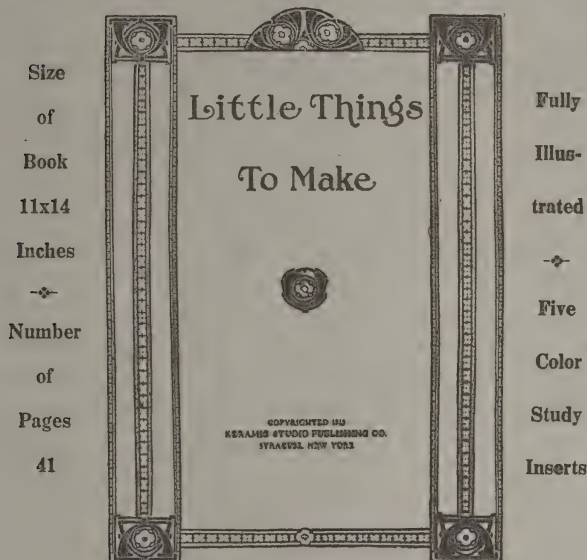 Size
of
Book
11x14
Inches
Number
of
Pages
41
Little Things
To Make
COPYRIGHTED
KERAMIC STUDIO PUBLISHING CO.
SYRACUSE, NEW YORK
Fully
Illus-
trated
Five
Color
Study
Inserts